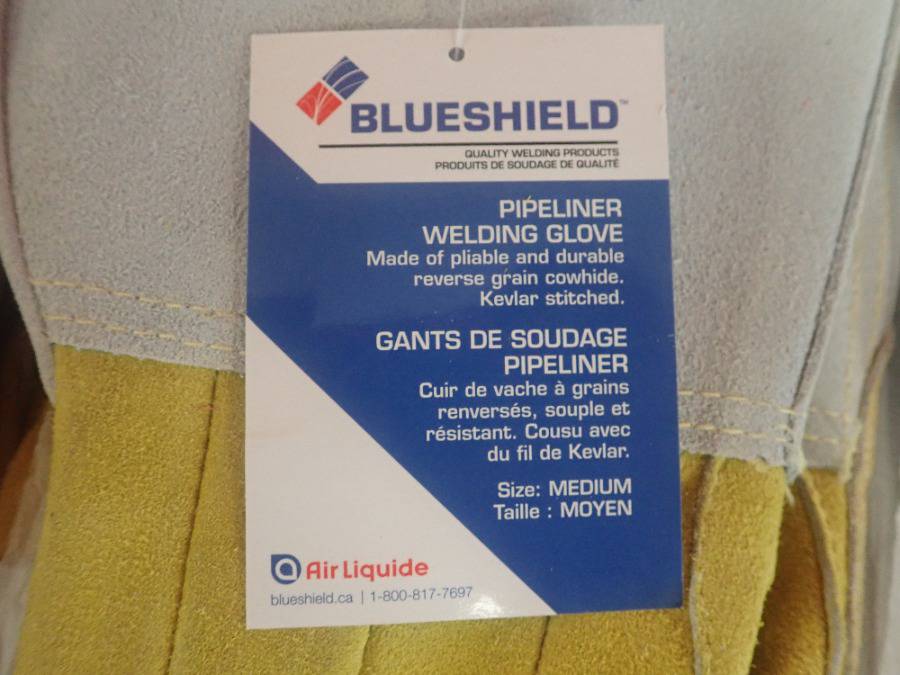 BLUESHIELD™
QUALITY WELDING PRODUCTS
PRODUITS DE SOUDAGE DE QUALITÉ
PIPELINER
WELDING GLOVE
Made of pliable and durable
reverse grain cowhide.
Kevlar stitched.
GANTS DE SOUDAGE
PIPELINER
Cuir de vache à grains
renversés, souple et
résistant. Cousu avec
du fil de Kevlar.
Size: MEDIUM
Taille : MOYEN
Air Liquide
blueshield.ca | 1-800-817-7697